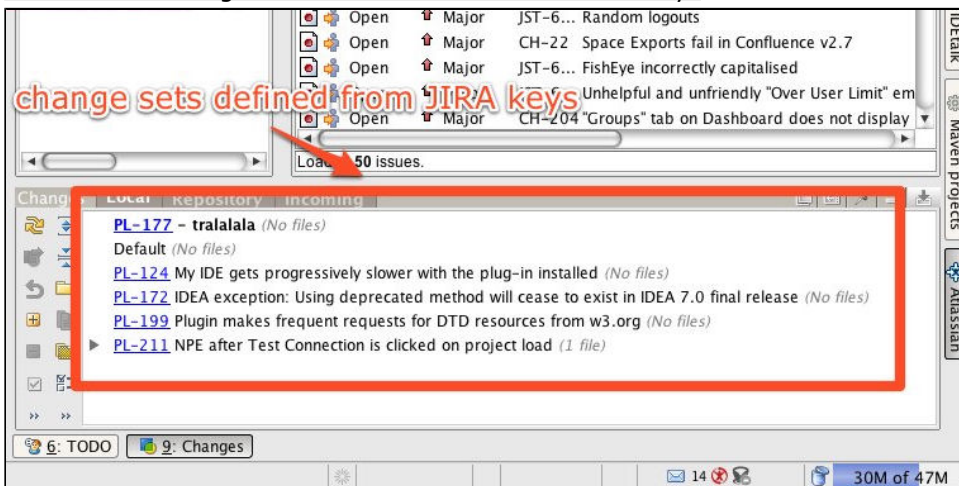 Open Major JST-6... Random logouts
Open Major CH-22 Space Exports fail in Confluence v2.7
Open Major JST-6... FishEye incorrectly capitalised
Unhelpful and unfriendly "Over User Limit" em
change sets defined from JIRA keys
Open Major CH-204 "Groups" tab on Dashboard does not display
50 issues.
IDEtalk
Maven projects
Atlassian
Changes Local Repository Incoming
PL-177 - tralalala (No files)
Default (No files)
PL-124 My IDE gets progressively slower with the plug-in installed (No files)
PL-172 IDEA exception: Using deprecated method will cease to exist in IDEA 7.0 final release (No files)
PL-199 Plugin makes frequent requests for DTD resources from w3.org (No files)
PL-211 NPE after Test Connection is clicked on project load (1 file)
6: TODO 9: Changes
14 30M of 47M